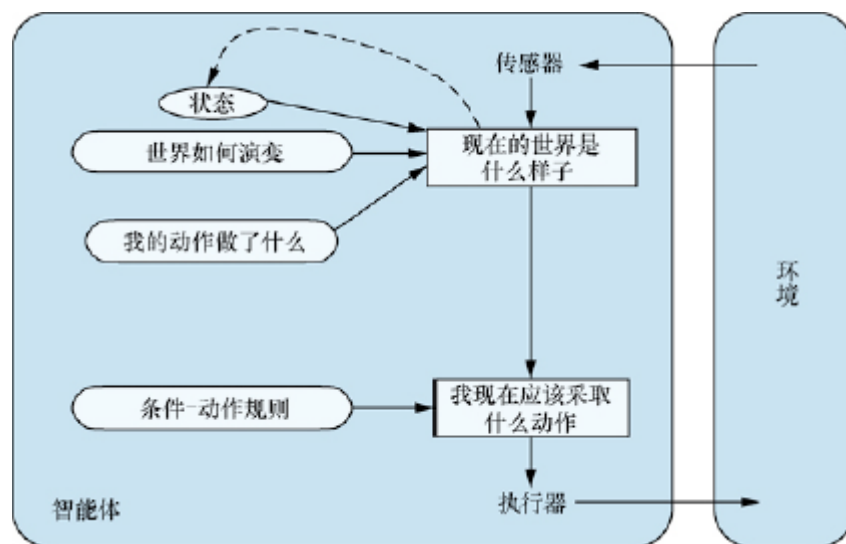 传感器
状态
现在的世界是
什么样子
世界如何演变
我的动作做了什么
环
境
条件-动作规则
我现在应该采取
什么动作
智能体
执行器